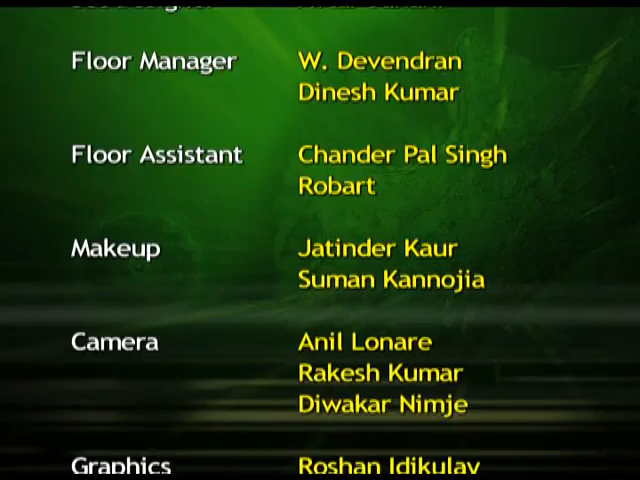 Floor Manager W. Devendran
Dinesh Kumar
Floor Assistant Chander Pal Singh
Robart
Makeup Jatinder Kaur
Suman Kannojia
Camera Anil Lonare
Rakesh Kumar
Diwakar Nimje
Graphics Roshan Idikulay